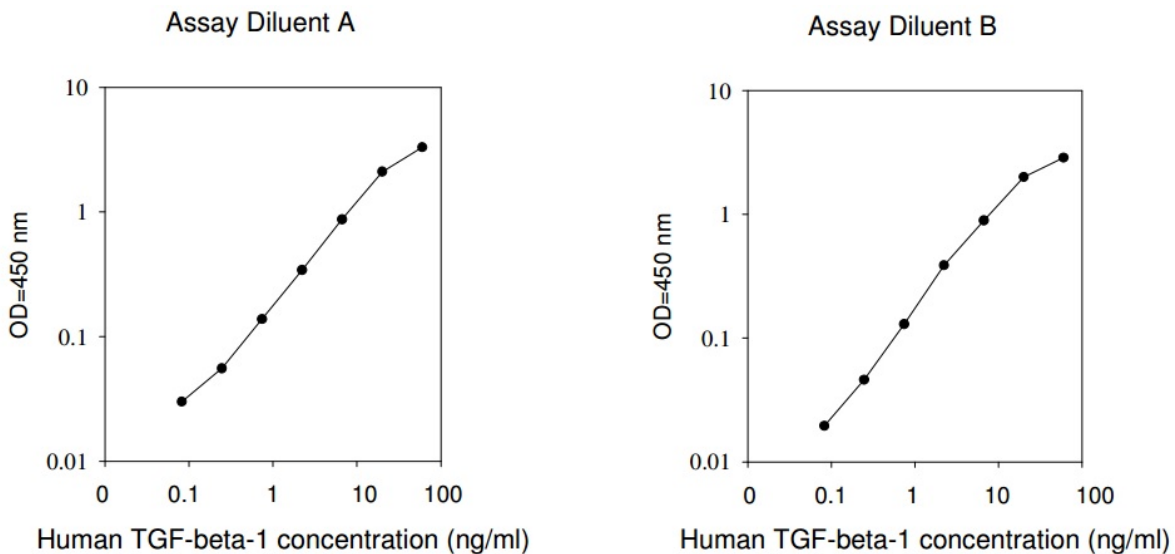 Assay Diluent A
10
1
0.1
0.01
OD=450 nm
0 0.1 1 10 100
Human TGF-beta-1 concentration (ng/ml)
Assay Diluent B
10
1
0.1
0.01
OD=450 nm
0 0.1 1 10 100
Human TGF-beta-1 concentration (ng/ml)